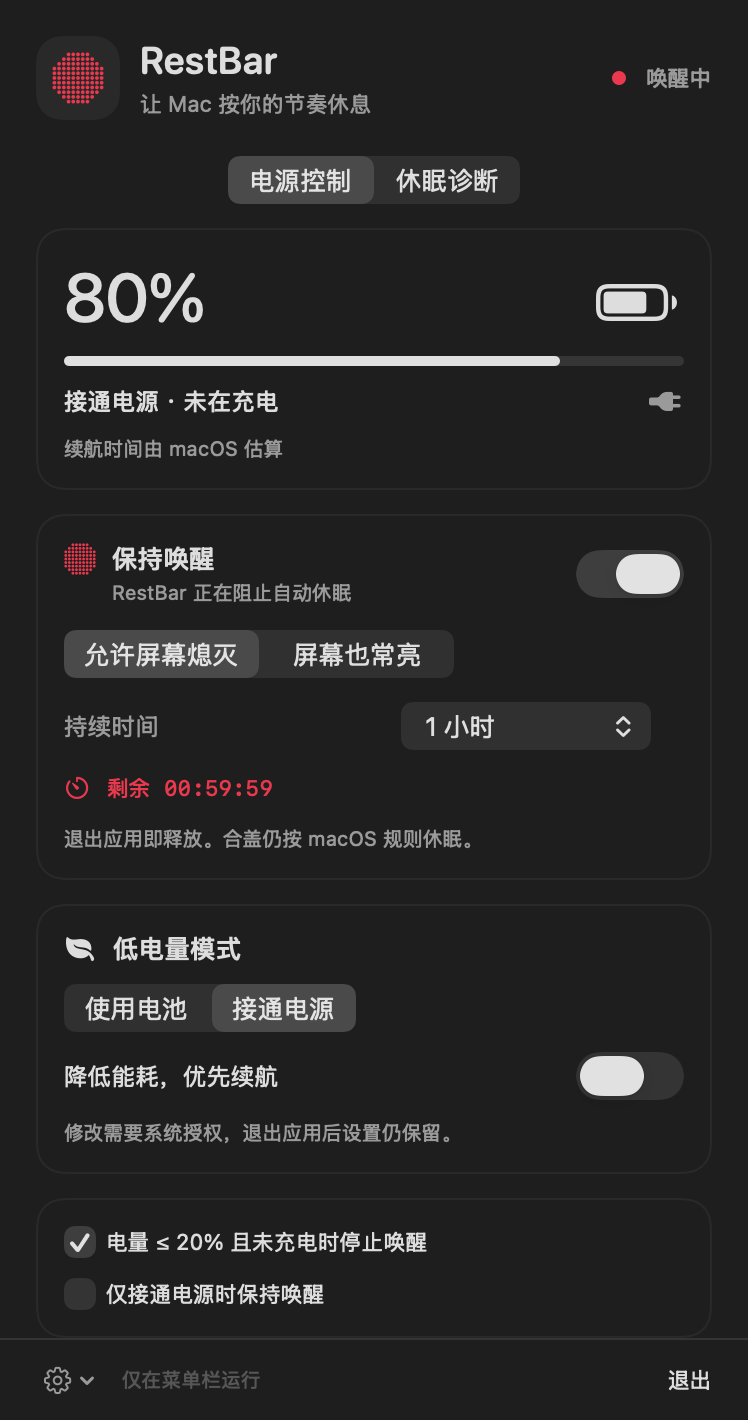 RestBar
让 Mac 按你的节奏休息
唤醒中
电源控制 休眠诊断
80%
接通电源 · 未在充电
续航时间由 macOS 估算
保持唤醒
RestBar 正在阻止自动休眠
允许屏幕熄灭 屏幕也常亮
持续时间 1 小时
剩余 00:59:59
退出应用即释放。合盖仍按 macOS 规则休眠。
低电量模式
使用电池 接通电源
降低能耗，优先续航
修改需要系统授权，退出应用后设置仍保留。
电量 ≤ 20% 且未充电时停止唤醒
仅接通电源时保持唤醒
仅在菜单栏运行 退出